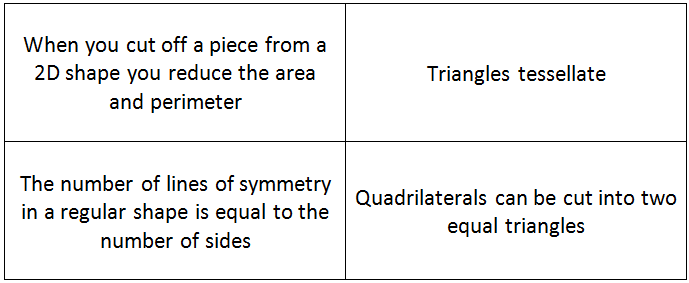 When you cut off a piece from a
2D shape you reduce the area
and perimeter
Triangles tessellate
The number of lines of symmetry
in a regular shape is equal to the
number of sides
Quadrilaterals can be cut into two
equal triangles